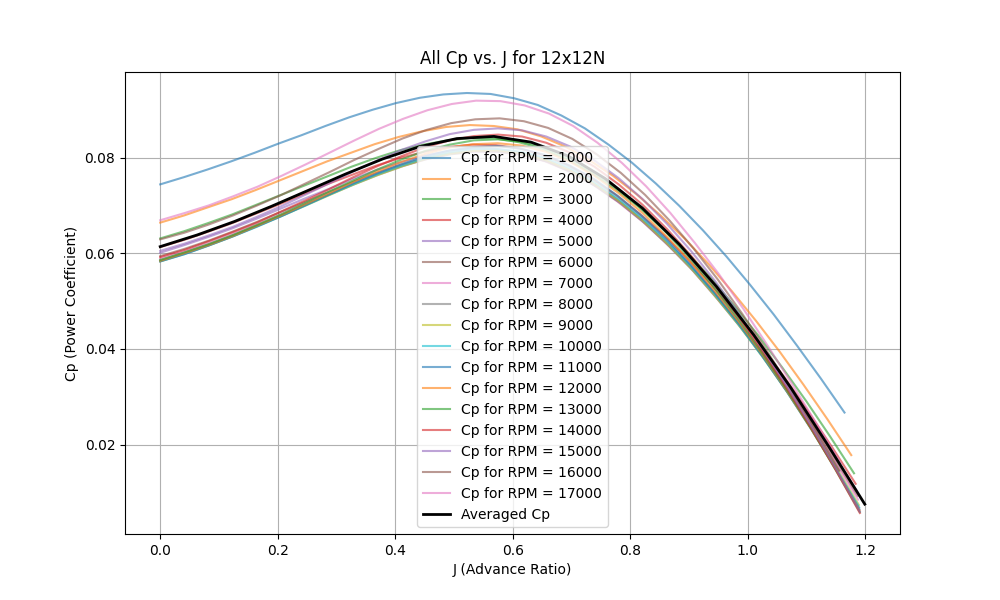 All Cp vs. J for 12x12N
Cp (Power Coefficient)
0.08
0.06
0.04
0.02
Cp for RPM = 1000
Cp for RPM = 2000
Cp for RPM = 3000
Cp for RPM = 4000
Cp for RPM = 5000
Cp for RPM = 6000
Cp for RPM = 7000
Cp for RPM = 8000
Cp for RPM = 9000
Cp for RPM = 10000
Cp for RPM = 11000
Cp for RPM = 12000
Cp for RPM = 13000
Cp for RPM = 14000
Cp for RPM = 15000
Cp for RPM = 16000
Cp for RPM = 17000
Averaged Cp
0.0 0.2 0.4 0.6 0.8 1.0 1.2
J (Advance Ratio)